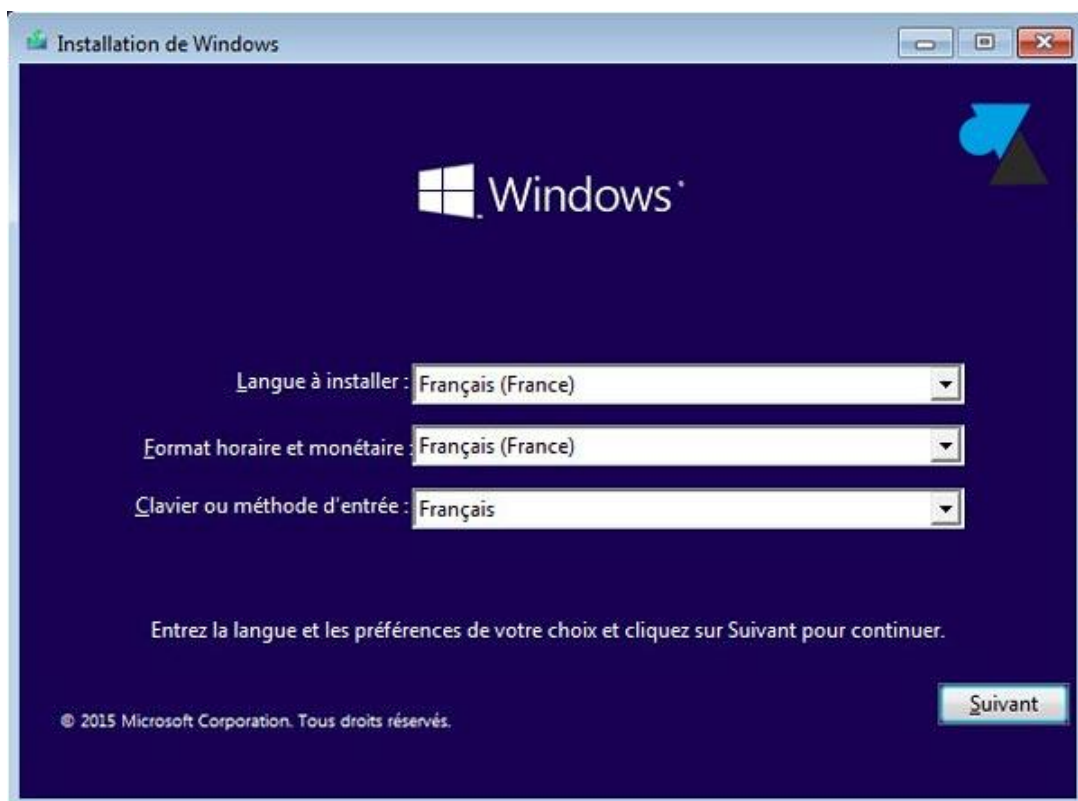 Installation de Windows
Windows
Langue à installer : Français (France)
Format horaire et monétaire : Français (France)
Clavier ou méthode d'entrée : Français
Entrez la langue et les préférences de votre choix et cliquez sur Suivant pour continuer.
Suivant
© 2015 Microsoft Corporation. Tous droits réservés.